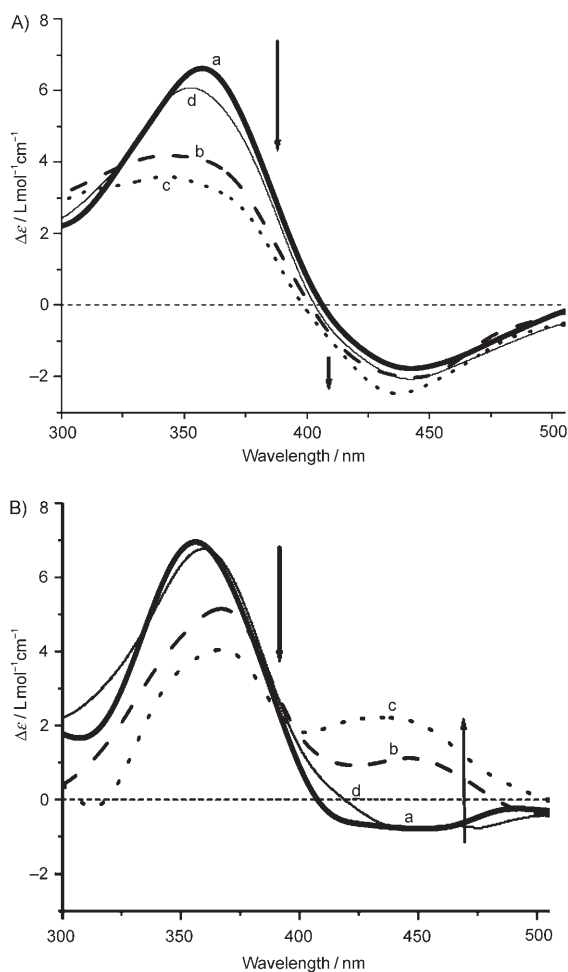 A)
8
6
4
2
0
−2
Δε / L mol⁻¹cm⁻¹
a
d
b
c
300
350
400
450
500
Wavelength / nm
B)
8
6
4
2
0
−2
Δε / L mol⁻¹cm⁻¹
c
b
d
a
300
350
400
450
500
Wavelength / nm